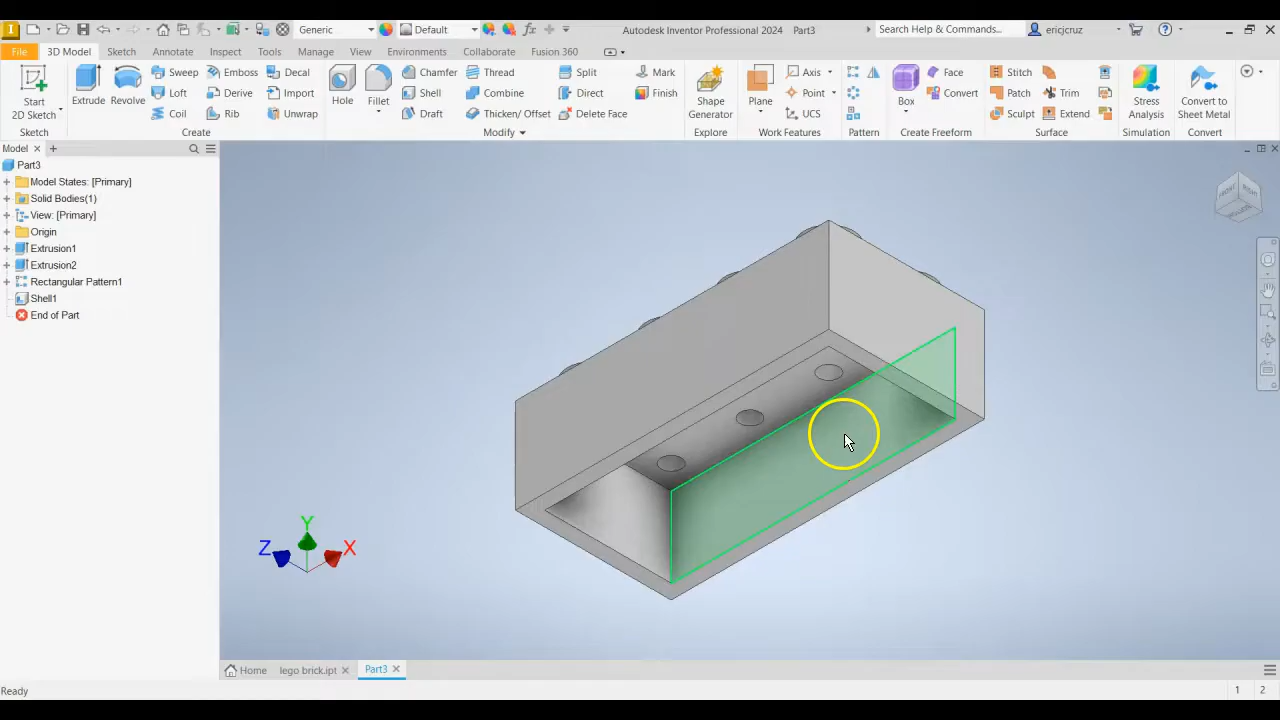 Generic
Default
fx
Autodesk Inventor Professional 2024 Part3
Search Help & Commands...
ericjcruz
File
3D Model
Sketch
Annotate
Inspect
Tools
Manage
View
Environments
Collaborate
Fusion 360
Start
2D Sketch
Sketch
Extrude
Revolve
Sweep
Emboss
Decal
Loft
Derive
Import
Coil
Rib
Unwrap
Create
Hole
Fillet
Chamfer
Thread
Split
Mark
Shell
Combine
Direct
Finish
Draft
Thicken/ Offset
Delete Face
Modify
Shape
Generator
Explore
Plane
Axis
Point
UCS
Work Features
Pattern
Box
Face
Convert
Create Freeform
Stitch
Patch
Trim
Sculpt
Extend
Surface
Stress
Analysis
Simulation
Convert to
Sheet Metal
Convert
Model
Part3
Model States: [Primary]
Solid Bodies(1)
View: [Primary]
Origin
Extrusion1
Extrusion2
Rectangular Pattern1
Shell1
End of Part
Y
Z
X
Home
lego brick.ipt
Part3
Ready
1
2